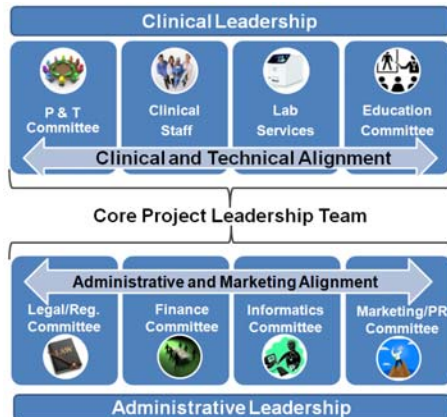 Clinical Leadership
P & T
Committee
Clinical
Staff
Lab
Services
Education
Committee
Clinical and Technical Alignment
Core Project Leadership Team
Administrative and Marketing Alignment
Legal/Reg.
Committee
Finance
Committee
Informatics
Committee
Marketing/PR
Committee
LAW
Administrative Leadership